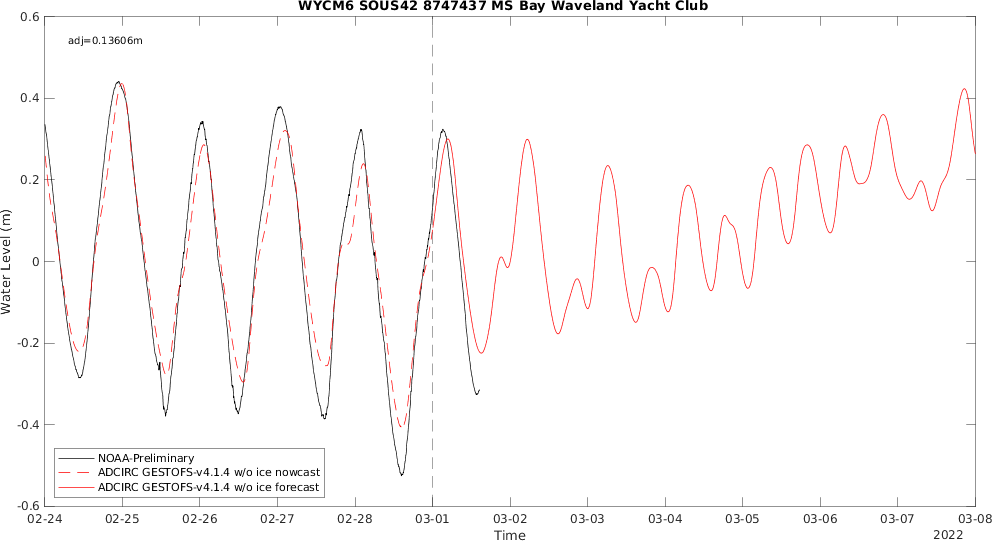 WYCM6 SOUS42 8747437 MS Bay Waveland Yacht Club
adj=0.13606m
0.6
0.4
0.2
0
-0.2
-0.4
-0.6
Water Level (m)
NOAA-Preliminary
ADCIRC GESTOFS-v4.1.4 w/o ice nowcast
ADCIRC GESTOFS-v4.1.4 w/o ice forecast
02-24 02-25 02-26 02-27 02-28 03-01 03-02 03-03 03-04 03-05 03-06 03-07 03-08
Time
2022